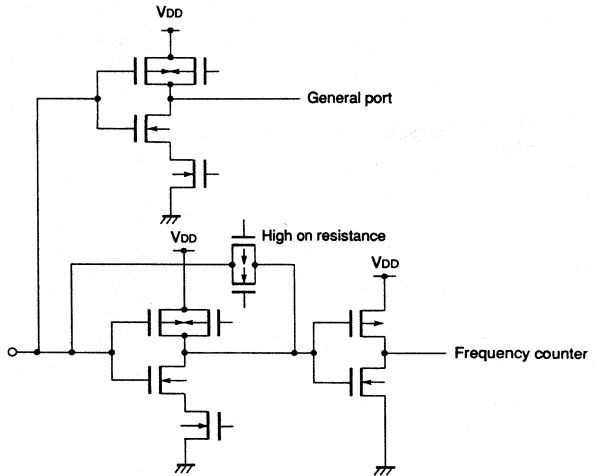 VDD
General port
High on resistance
VDD
VDD
Frequency counter